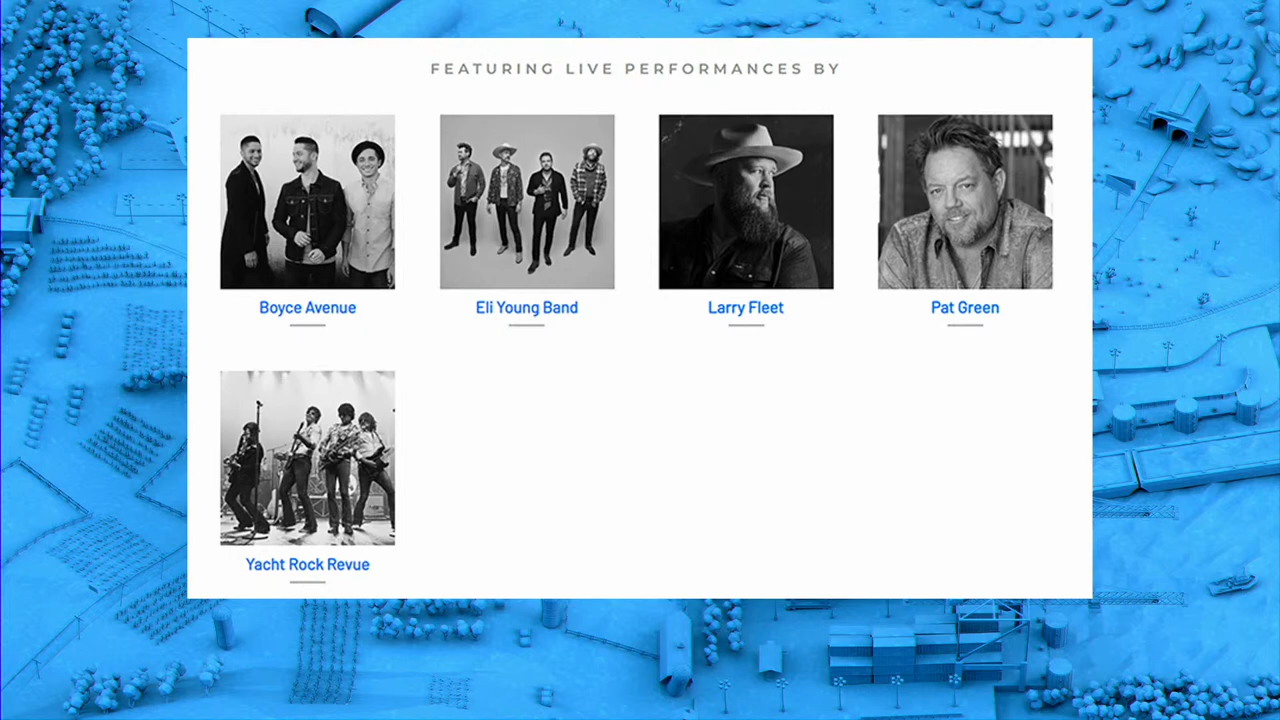 FEATURING LIVE PERFORMANCES BY
Boyce Avenue
Eli Young Band
Larry Fleet
Pat Green
Yacht Rock Revue